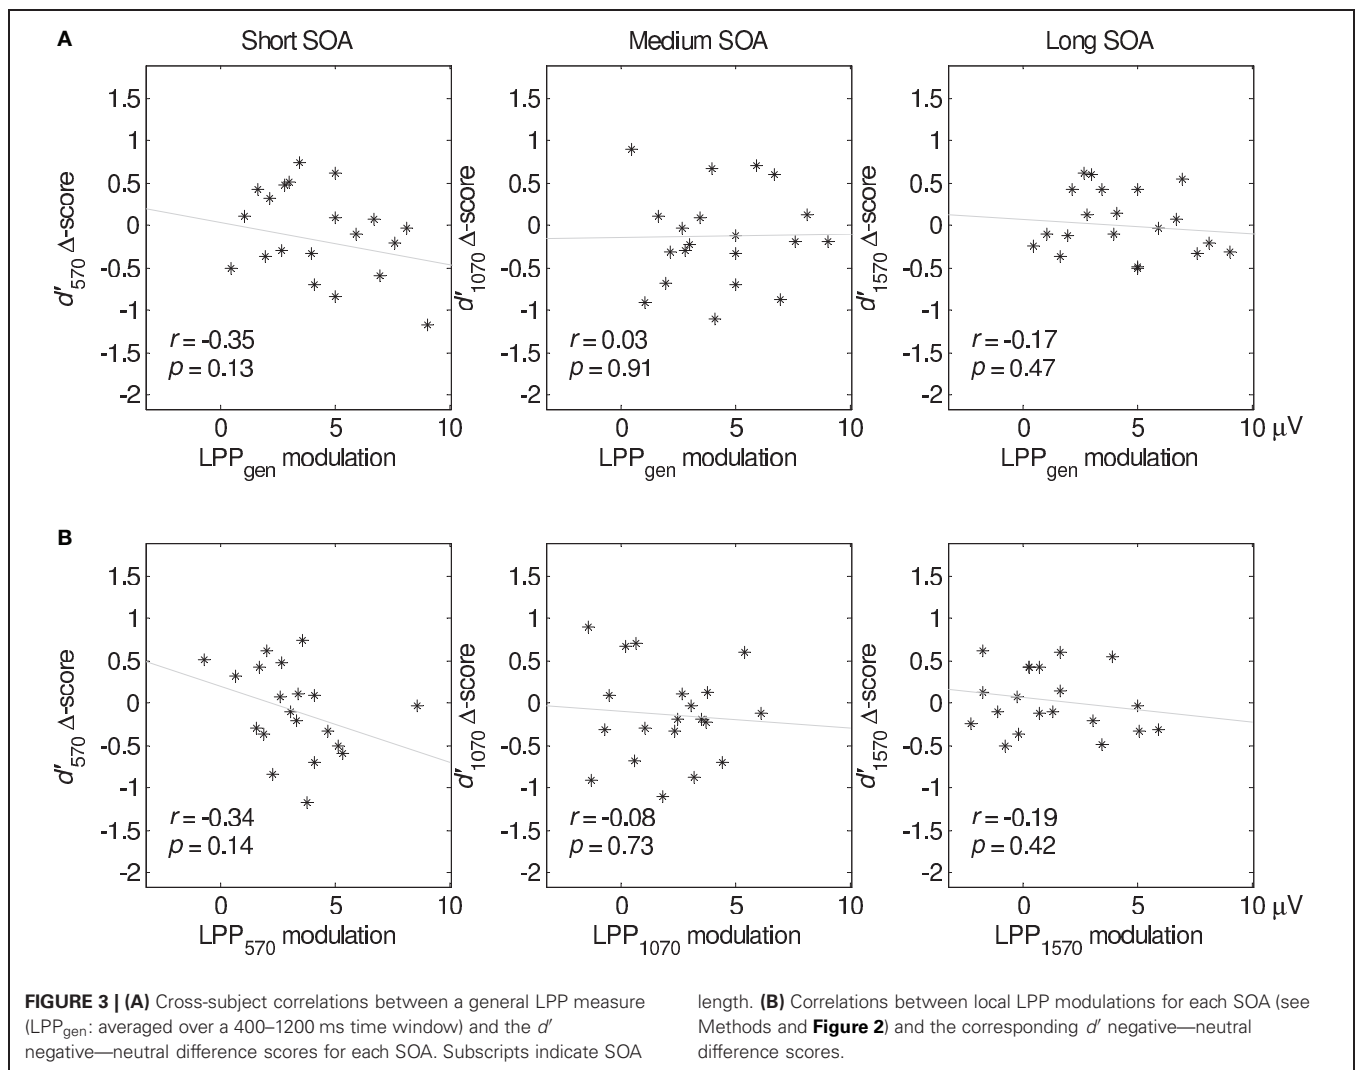 A
Short SOA
Medium SOA
Long SOA
1.5
1
0.5
0
-0.5
-1
-1.5
-2
d′570 Δ-score
r = -0.35
p = 0.13
0 5 10
LPPgen modulation
1.5
1
0.5
0
-0.5
-1
-1.5
-2
d′1070 Δ-score
r = 0.03
p = 0.91
0 5 10
LPPgen modulation
1.5
1
0.5
0
-0.5
-1
-1.5
-2
d′1570 Δ-score
r = -0.17
p = 0.47
0 5 10 μV
LPPgen modulation
B
1.5
1
0.5
0
-0.5
-1
-1.5
-2
d′570 Δ-score
r = -0.34
p = 0.14
0 5 10
LPP570 modulation
1.5
1
0.5
0
-0.5
-1
-1.5
-2
d′1070 Δ-score
r = -0.08
p = 0.73
0 5 10
LPP1070 modulation
1.5
1
0.5
0
-0.5
-1
-1.5
-2
d′1570 Δ-score
r = -0.19
p = 0.42
0 5 10 μV
LPP1570 modulation
FIGURE 3 | (A) Cross-subject correlations between a general LPP measure
(LPPgen: averaged over a 400–1200 ms time window) and the d′
negative—neutral difference scores for each SOA. Subscripts indicate SOA
length. (B) Correlations between local LPP modulations for each SOA (see
Methods and Figure 2) and the corresponding d′ negative—neutral
difference scores.